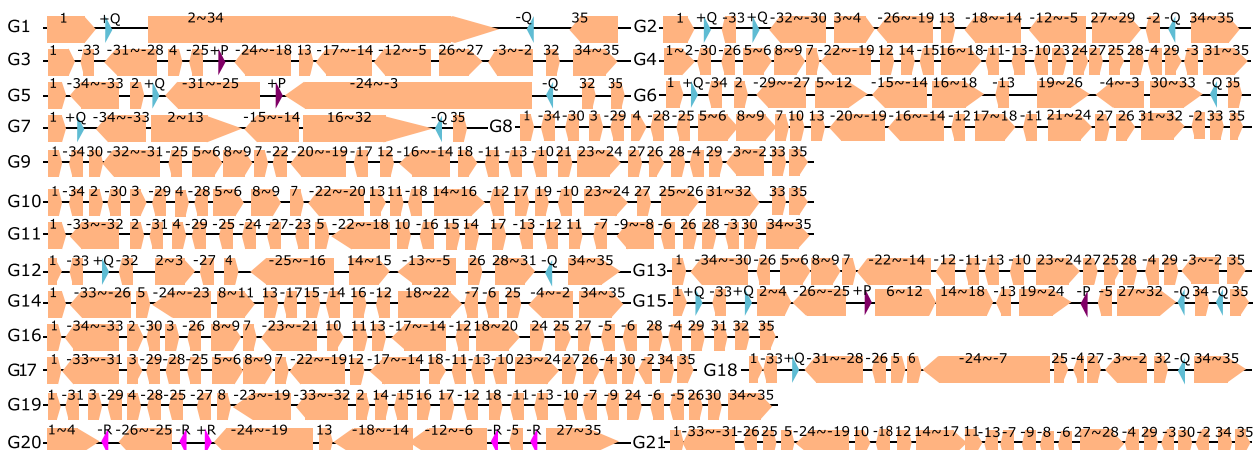 G1 1 +Q 2~34 -Q 35 G2 1 +Q -33 +Q -32~-30 3~4 -26~-19 13 -18~-14 -12~-5 27~29 -2 -Q 34~35
G3 1 -33 -31~-28 4 -25 +P -24~-18 13 -17~-14 -12~-5 26~27 -3~-2 32 34~35 G4 1~2 -30 -26 5~6 8~9 7 -22~-19 12 14 -15 16~18 -11 -13 -10 23 24 27 25 28 -4 29 -3 31~35
G5 1 -34~-33 2 +Q -31~-25 +P -24~-3 -Q 32 35 G6 1 +Q -34 2 -29~-27 5~12 -15~-14 16~18 -13 19~26 -4~-3 30~33 -Q 35
G7 1 +Q -34~-33 2~13 -15~-14 16~32 -Q 35 G8 1 -34 -30 3 -29 4 -28 -25 5~6 8~9 7 10 13 -20~-19 -16~-14 -12 17~18 -11 21~24 27 26 31~32 -2 33 35
G9 1 -34 30 -32~-31 -25 5~6 8~9 -7 -22 -20~-19 17 12 -16~-14 18 -11 -13 10 21 23~24 27 26 28 -4 29 -3~-2 33 35
G10 1 -34 2 -30 3 -29 4 -28 5~6 8~9 7 -22~-20 13 11 -18 14~16 -12 17 19 -10 23~24 27 25~26 31~32 33 35
G11 1 -33~-32 2 -31 4 -29 -25 -24 -27 -23 5 -22~-18 10 -16 15 14 17 -13 -12 11 -7 -9~-8 -6 26 28 -3 30 34~35
G12 1 -33 +Q -32 2~3 -27 4 -25~-16 14~15 -13~-5 26 28~31 -Q 34~35 G13 1 -34~-30 26 5~6 8~9 7 -22~-14 -12 -11 -13 -10 23~24 27 25 28 -4 29 -3~-2 35
G14 1 -33~-26 5 -24~-23 8~11 13 -17 15 -14 16 -12 18~22 -7 -6 25 -4~-2 34~35 G15 1 +Q -33 +Q 2~4 -26~-25 +P 6~12 14~18 -13 19~24 -P -5 27~32 -Q 34 -Q 35
G16 1 -34~-33 2 -30 3 -26 8~9 7 -23~-21 10 11 13 -17~-14 -12 18~20 24 25 27 -5 -6 28 -4 29 31 32 35
G17 1 -33~-31 3 -29 -28 -25 5~6 8~9 7 -22~-19 12 -17~-14 18 -11 -13 -10 23~24 27 26 -4 30 -2 34 35 G18 1 -33 +Q -31~-28 -26 5 6 -24~-7 25 -4 27 -3~-2 32 -Q 34~35
G19 1 -31 3 -29 4 -28 -25 -27 8 -23~-19 -33~-32 2 14 -15 16 17 -12 18 -11 -13 -10 -7 -9 24 -6 -5 26 30 34~35
G20 1~4 -R -26~-25 -R +R -24~-19 13 -18~-14 -12~-6 -R -5 -R 27~35 G21 1 -33~-31 -26 25 5 -24~-19 10 -18 12 14~17 11 -13 -7 -9 -8 -6 27~28 -4 29 -3 30 -2 34 35